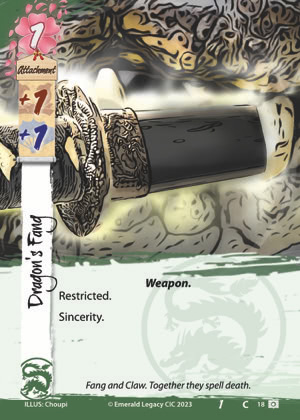 1
Attachment
+1
+1
Dragon's Fang
Weapon.
Restricted.
Sincerity.
Fang and Claw. Together they spell death.
ILLUS: Choupi © Emerald Legacy CIC 2023 1 C 18